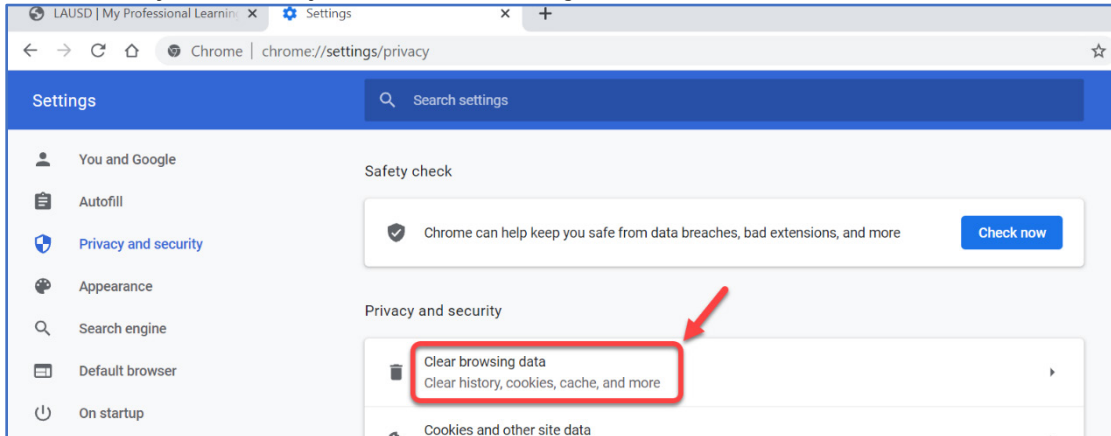 LAUSD | My Professional Learnin
Settings
Chrome | chrome://settings/privacy
Settings
Search settings
You and Google
Autofill
Privacy and security
Appearance
Search engine
Default browser
On startup
Safety check
Chrome can help keep you safe from data breaches, bad extensions, and more
Check now
Privacy and security
Clear browsing data
Clear history, cookies, cache, and more
Cookies and other site data